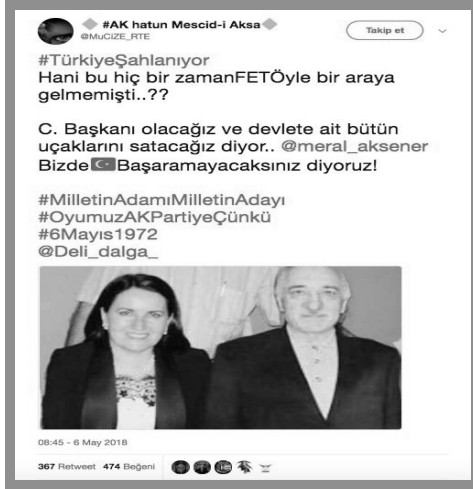 #AK hatun Mescid-i Aksa
@MuCiZE_RTE
Takip et
#TürkiyeŞahlanıyor
Hani bu hiç bir zamanFETÖyle bir araya
gelmemişti..??
C. Başkanı olacağız ve devlete ait bütün
uçaklarını satacağız diyor.. @meral_aksener
Bizde🇹🇷Başaramayacaksınız diyoruz!
#MilletinAdamıMilletinAdayı
#OyumuzAKPartiyeÇünkü
#6Mayıs1972
@Deli_dalga_
08:45 - 6 May 2018
367 Retweet 474 Beğeni